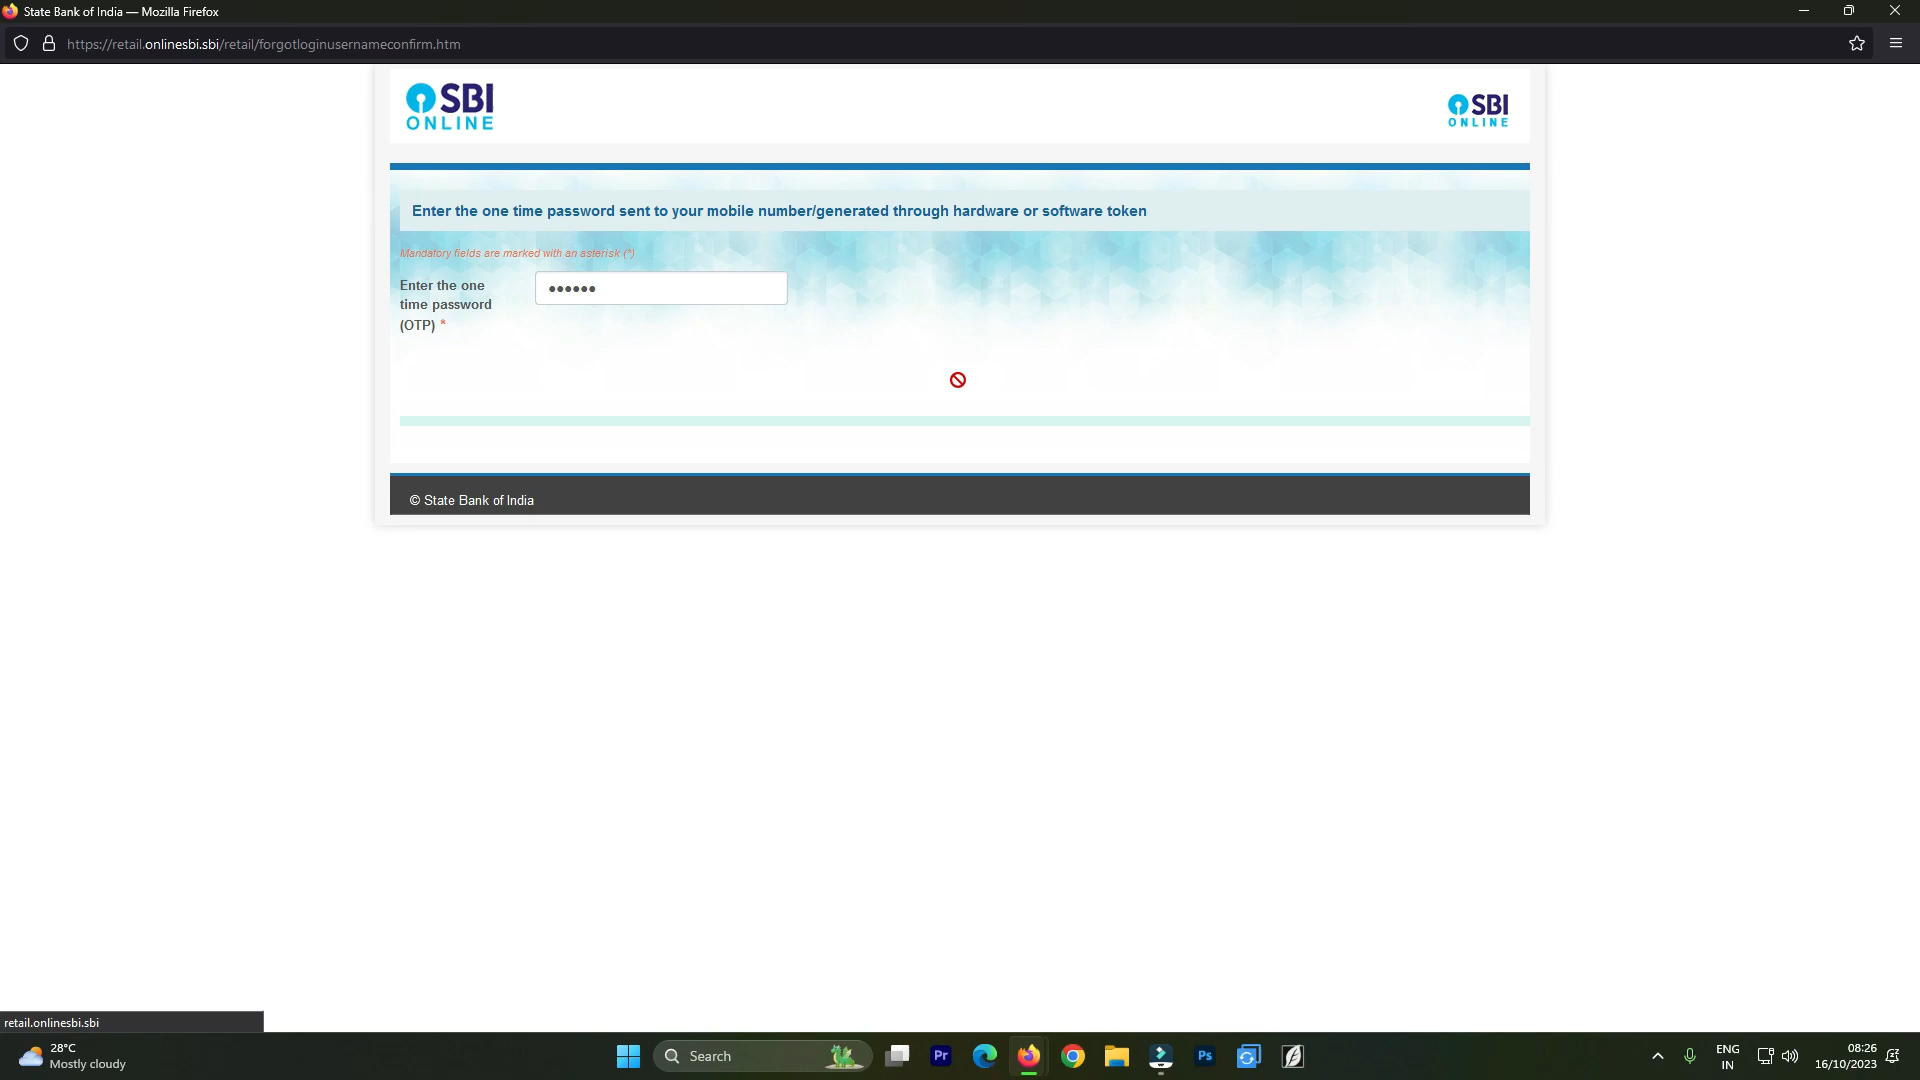 State Bank of India — Mozilla Firefox
https://retail.onlinesbi.sbi/retail/forgotloginusernameconfirm.htm
SBI
ONLINE
SBI
ONLINE
Enter the one time password sent to your mobile number/generated through hardware or software token
Mandatory fields are marked with an asterisk (*)
Enter the one
time password
(OTP) *
••••••
© State Bank of India
retail.onlinesbi.sbi
28°C
Mostly cloudy
Search
Pr
Ps
ENG
IN
08:26
16/10/2023